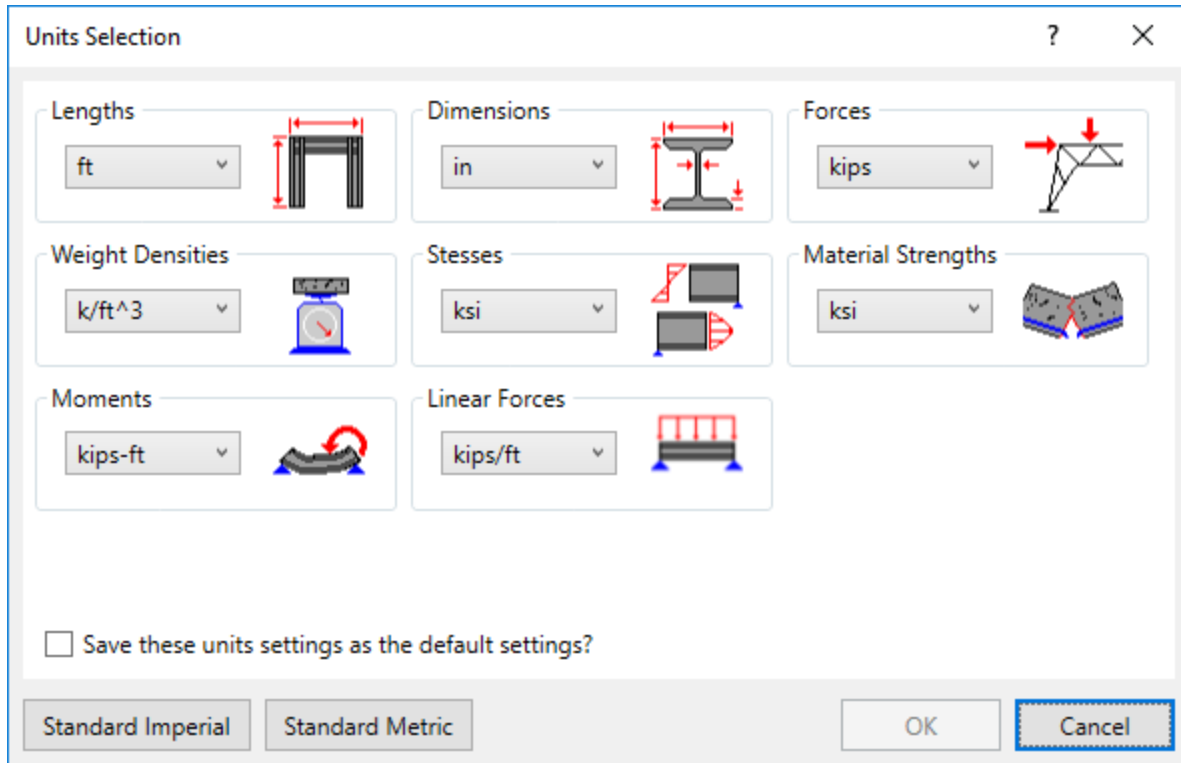 Units Selection
?
Lengths
Dimensions
Forces
ft
in
kips
Weight Densities
Stesses
Material Strengths
k/ft^3
ksi
ksi
Moments
Linear Forces
kips-ft
kips/ft
Save these units settings as the default settings?
Standard Imperial
Standard Metric
OK
Cancel